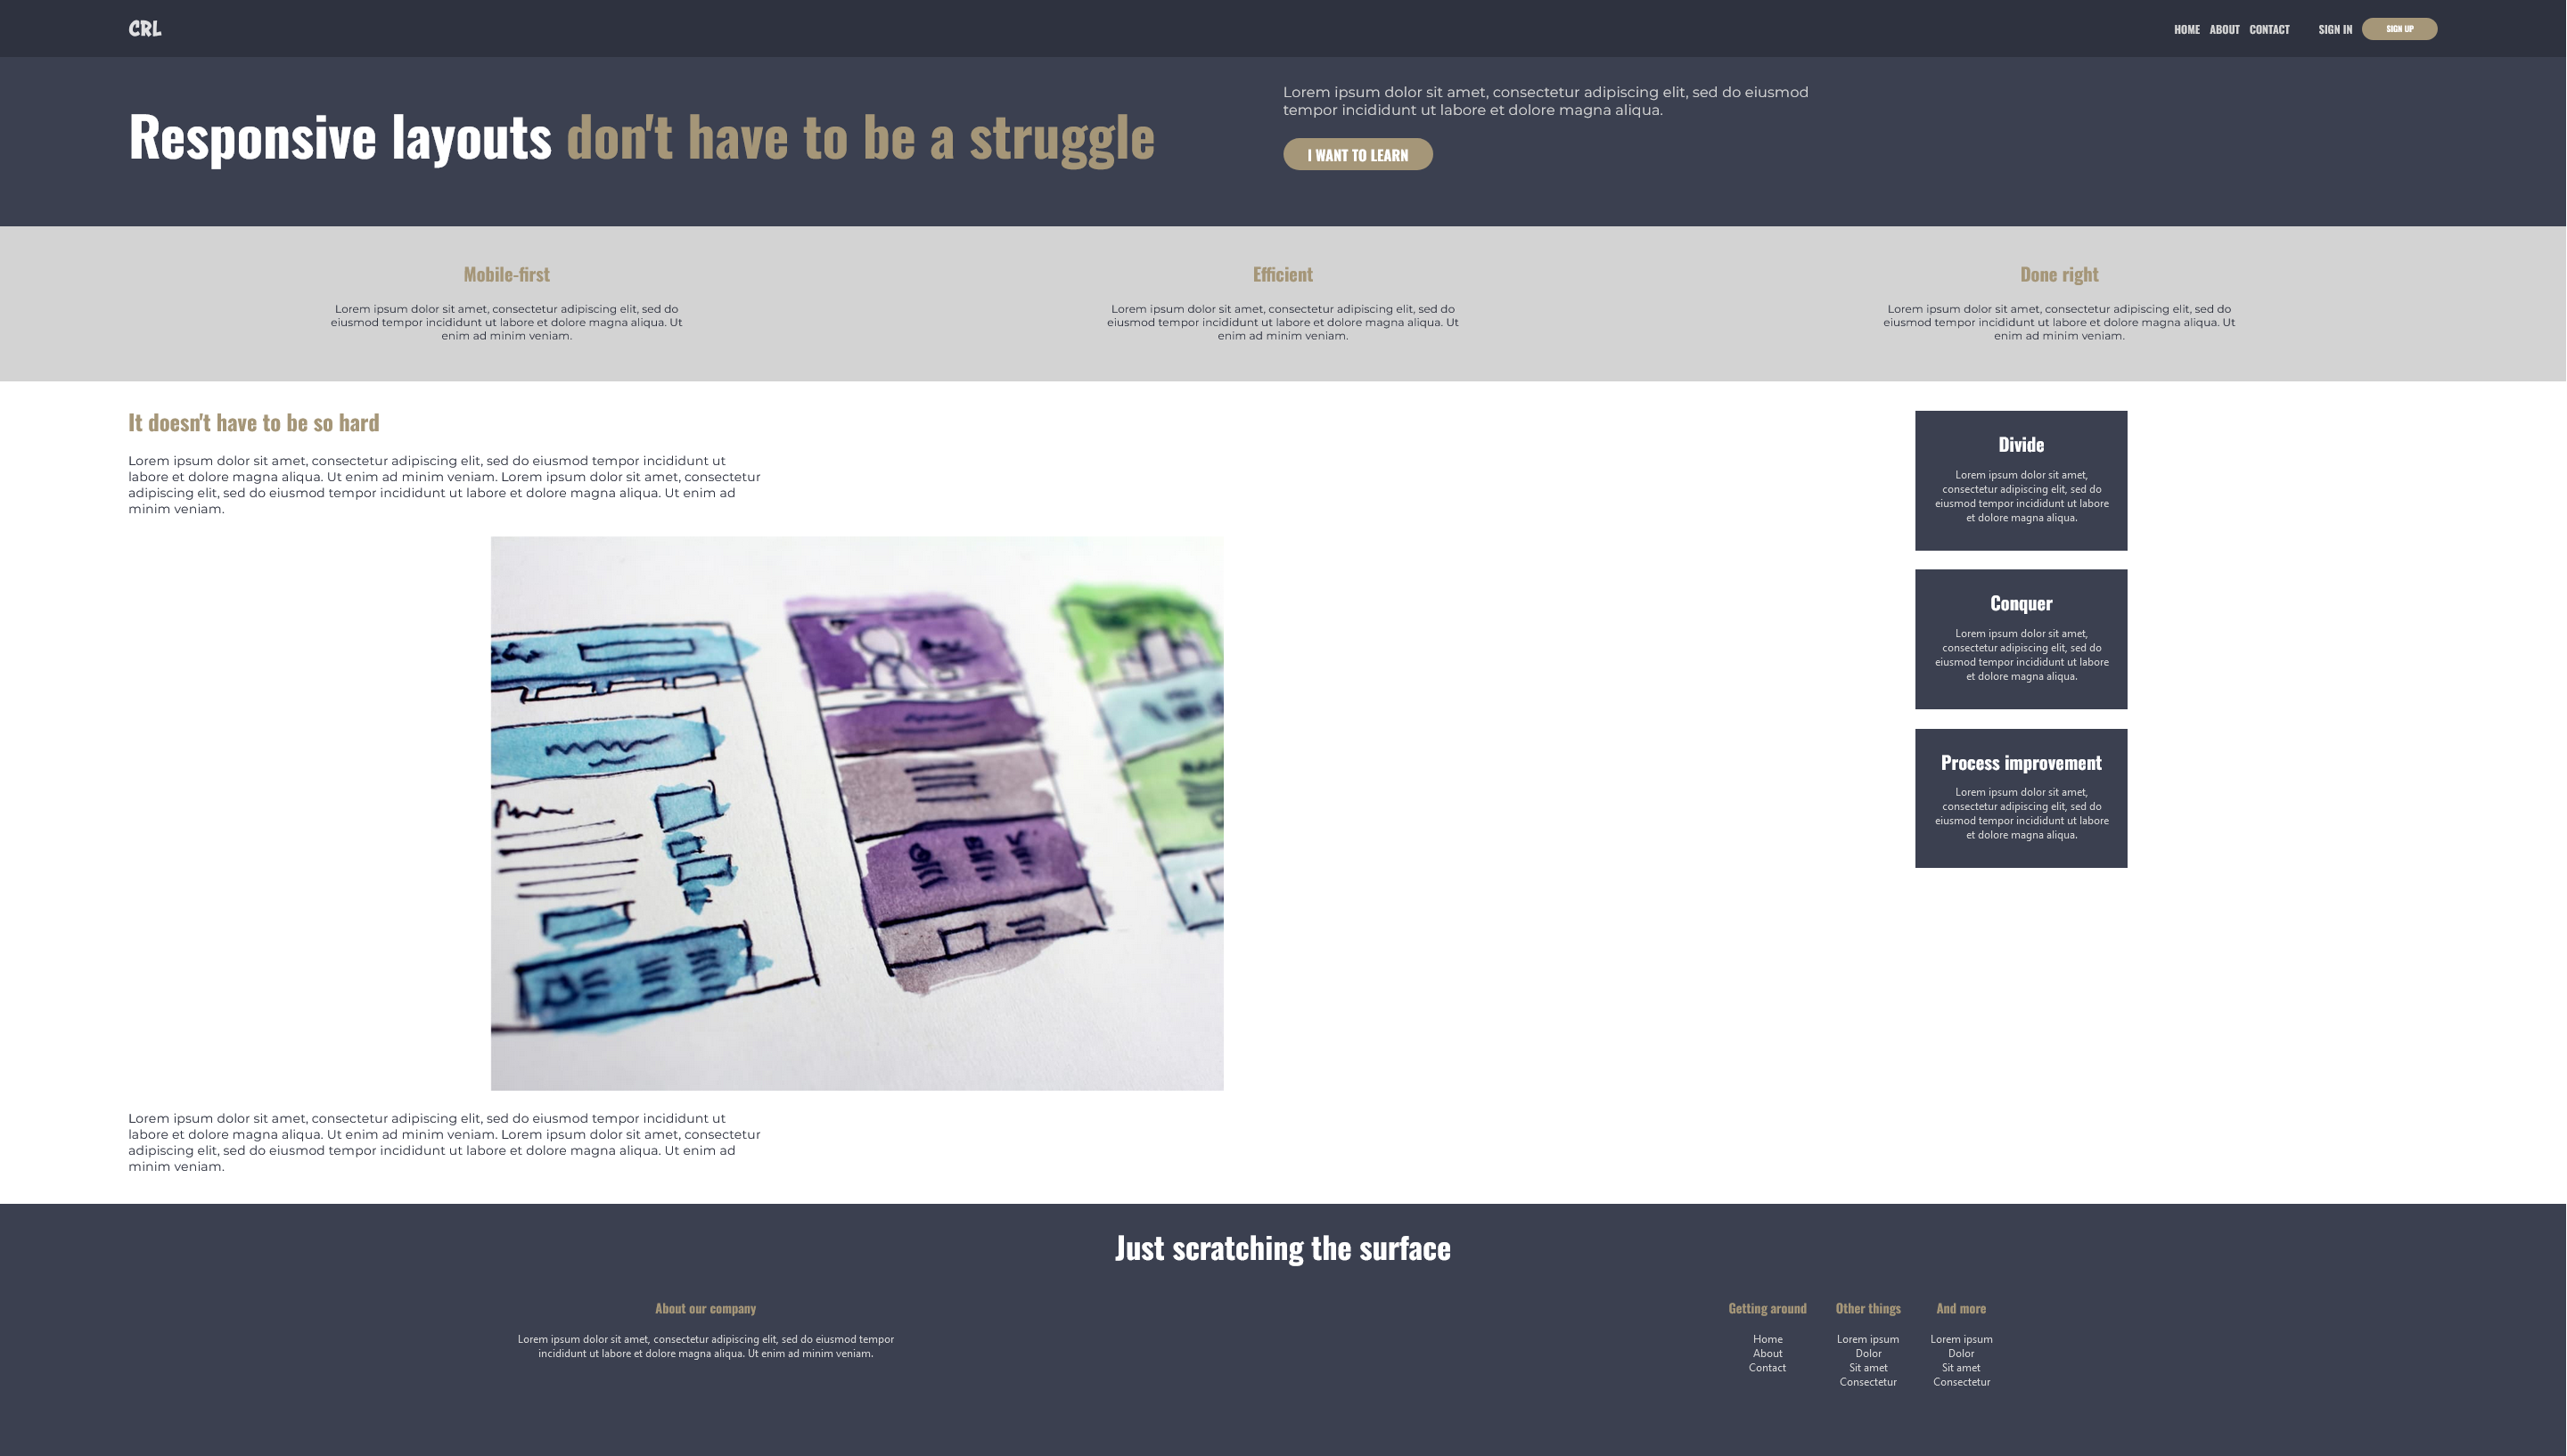 CRL
HOME ABOUT CONTACT SIGN IN SIGN UP
Responsive layouts don't have to be a struggle
Lorem ipsum dolor sit amet, consectetur adipiscing elit, sed do eiusmod
tempor incididunt ut labore et dolore magna aliqua.
I WANT TO LEARN
Mobile-first
Lorem ipsum dolor sit amet, consectetur adipiscing elit, sed do
eiusmod tempor incididunt ut labore et dolore magna aliqua. Ut
enim ad minim veniam.
Efficient
Lorem ipsum dolor sit amet, consectetur adipiscing elit, sed do
eiusmod tempor incididunt ut labore et dolore magna aliqua. Ut
enim ad minim veniam.
Done right
Lorem ipsum dolor sit amet, consectetur adipiscing elit, sed do
eiusmod tempor incididunt ut labore et dolore magna aliqua. Ut
enim ad minim veniam.
It doesn't have to be so hard
Lorem ipsum dolor sit amet, consectetur adipiscing elit, sed do eiusmod tempor incididunt ut
labore et dolore magna aliqua. Ut enim ad minim veniam. Lorem ipsum dolor sit amet, consectetur
adipiscing elit, sed do eiusmod tempor incididunt ut labore et dolore magna aliqua. Ut enim ad
minim veniam.
Lorem ipsum dolor sit amet, consectetur adipiscing elit, sed do eiusmod tempor incididunt ut
labore et dolore magna aliqua. Ut enim ad minim veniam. Lorem ipsum dolor sit amet, consectetur
adipiscing elit, sed do eiusmod tempor incididunt ut labore et dolore magna aliqua. Ut enim ad
minim veniam.
Divide
Lorem ipsum dolor sit amet,
consectetur adipiscing elit, sed do
eiusmod tempor incididunt ut labore
et dolore magna aliqua.
Conquer
Lorem ipsum dolor sit amet,
consectetur adipiscing elit, sed do
eiusmod tempor incididunt ut labore
et dolore magna aliqua.
Process improvement
Lorem ipsum dolor sit amet,
consectetur adipiscing elit, sed do
eiusmod tempor incididunt ut labore
et dolore magna aliqua.
Just scratching the surface
About our company
Lorem ipsum dolor sit amet, consectetur adipiscing elit, sed do eiusmod tempor
incididunt ut labore et dolore magna aliqua. Ut enim ad minim veniam.
Getting around
Home
About
Contact
Other things
Lorem ipsum
Dolor
Sit amet
Consectetur
And more
Lorem ipsum
Dolor
Sit amet
Consectetur